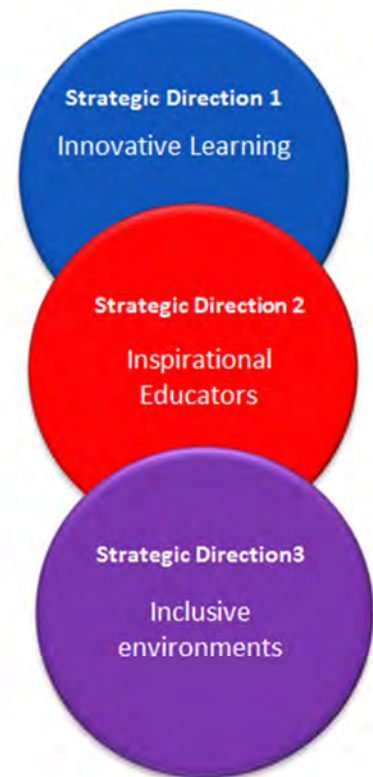 Strategic Direction 1
Innovative Learning
Strategic Direction 2
Inspirational
Educators
Strategic Direction3
Inclusive
environments